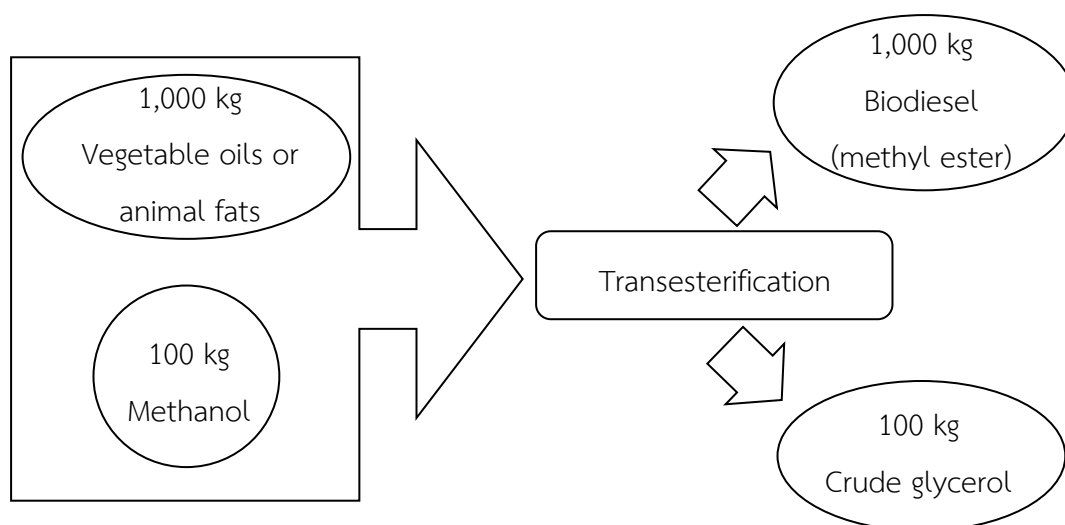 1,000 kg
Vegetable oils or
animal fats
100 kg
Methanol
Transesterification
1,000 kg
Biodiesel
(methyl ester)
100 kg
Crude glycerol